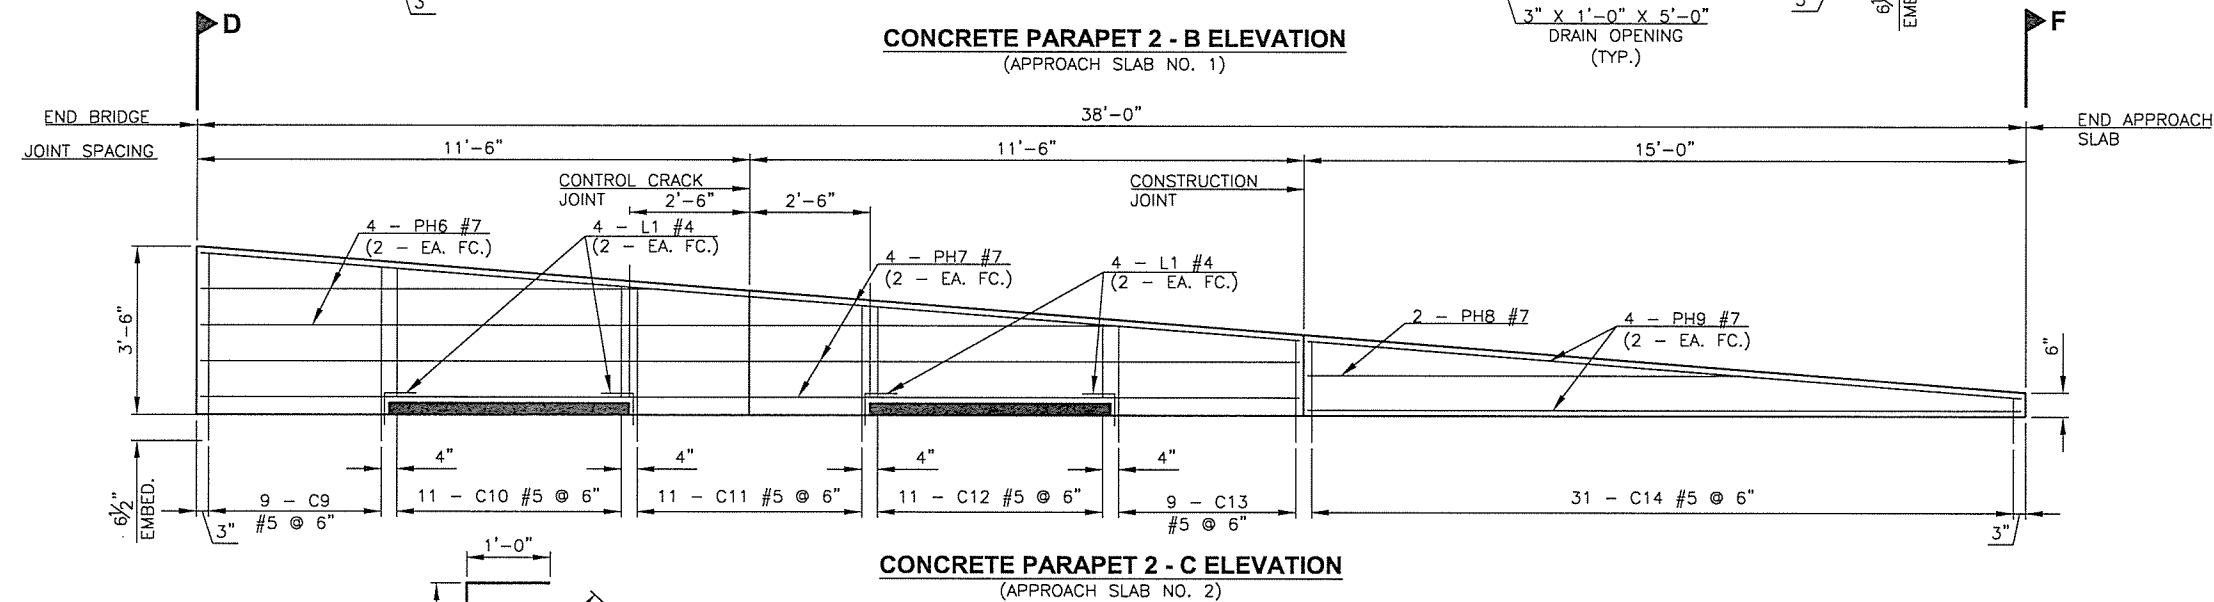 3"
3" X 1'-0" X 5'-0"
DRAIN OPENING
(TYP.)
D
F
CONCRETE PARAPET 2 - B ELEVATION
(APPROACH SLAB NO. 1)
END BRIDGE
38'-0"
END APPROACH
SLAB
JOINT SPACING
11'-6"
11'-6"
15'-0"
CONTROL CRACK
JOINT
2'-6"
2'-6"
CONSTRUCTION
JOINT
4 - PH6 #7
(2 - EA. FC.)
4 - L1 #4
(2 - EA. FC.)
4 - PH7 #7
(2 - EA. FC.)
4 - L1 #4
(2 - EA. FC.)
2 - PH8 #7
4 - PH9 #7
(2 - EA. FC.)
3'-6"
6"
6½"
EMBED.
4"
4"
4"
4"
9 - C9
#5 @ 6"
11 - C10 #5 @ 6"
11 - C11 #5 @ 6"
11 - C12 #5 @ 6"
9 - C13
#5 @ 6"
31 - C14 #5 @ 6"
3"
3"
1'-0"
CONCRETE PARAPET 2 - C ELEVATION
(APPROACH SLAB NO. 2)